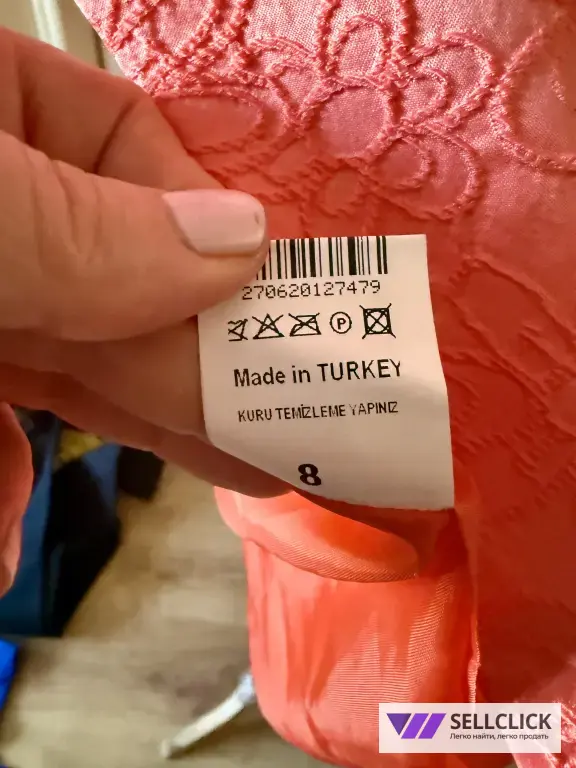 270620127479
P
Made in TURKEY
KURU TEMİZLEME YAPINIZ
8
SELLCLICK
Легко найти, легко продать